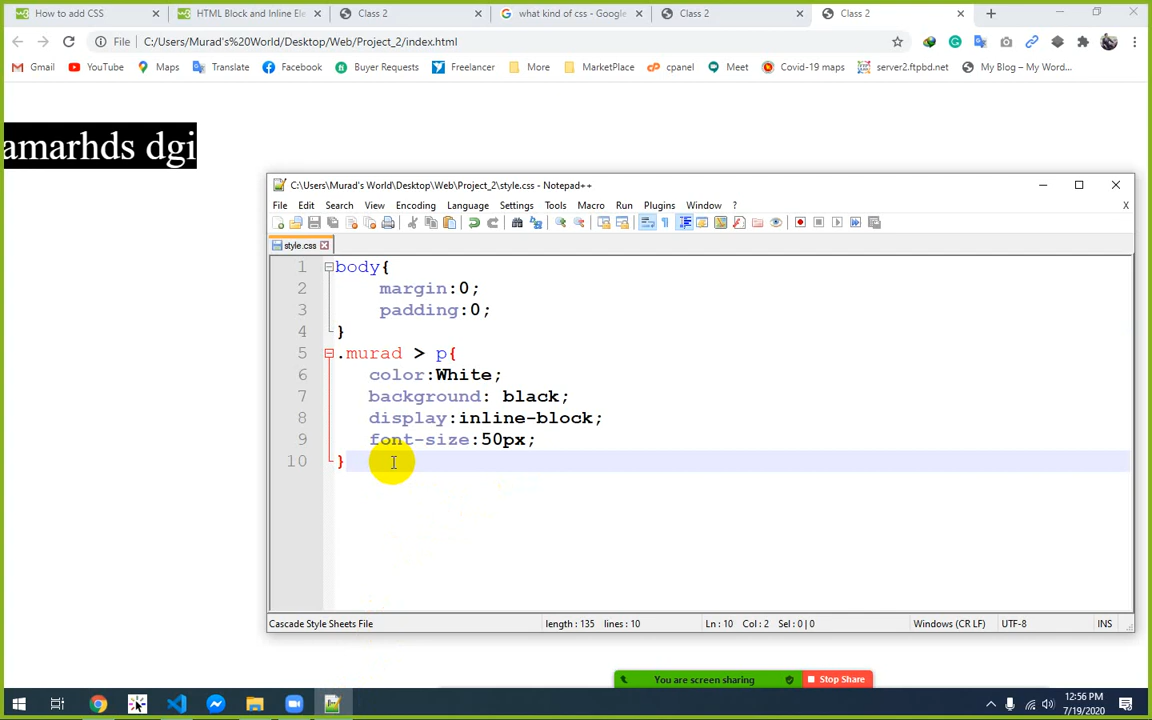 How to add CSS
HTML Block and Inline Ele
Class 2
what kind of css - Google
Class 2
Class 2
File
C:/Users/Murad's%20World/Desktop/Web/Project_2/index.html
Gmail
YouTube
Maps
Translate
Facebook
Buyer Requests
Freelancer
More
MarketPlace
cpanel
Meet
Covid-19 maps
server2.ftpbd.net
My Blog – My Word...
amarhds dgi
C:\Users\Murad's World\Desktop\Web\Project_2\style.css - Notepad++
File Edit Search View Encoding Language Settings Tools Macro Run Plugins Window ? X
style.css
1 body{
2 margin:0;
3 padding:0;
4 }
5 .murad > p{
6 color:White;
7 background: black;
8 display:inline-block;
9 font-size:50px;
10 }
Cascade Style Sheets File length : 135 lines : 10 Ln : 10 Col : 2 Sel : 0 | 0 Windows (CR LF) UTF-8 INS
You are screen sharing
Stop Share
12:56 PM
7/19/2020